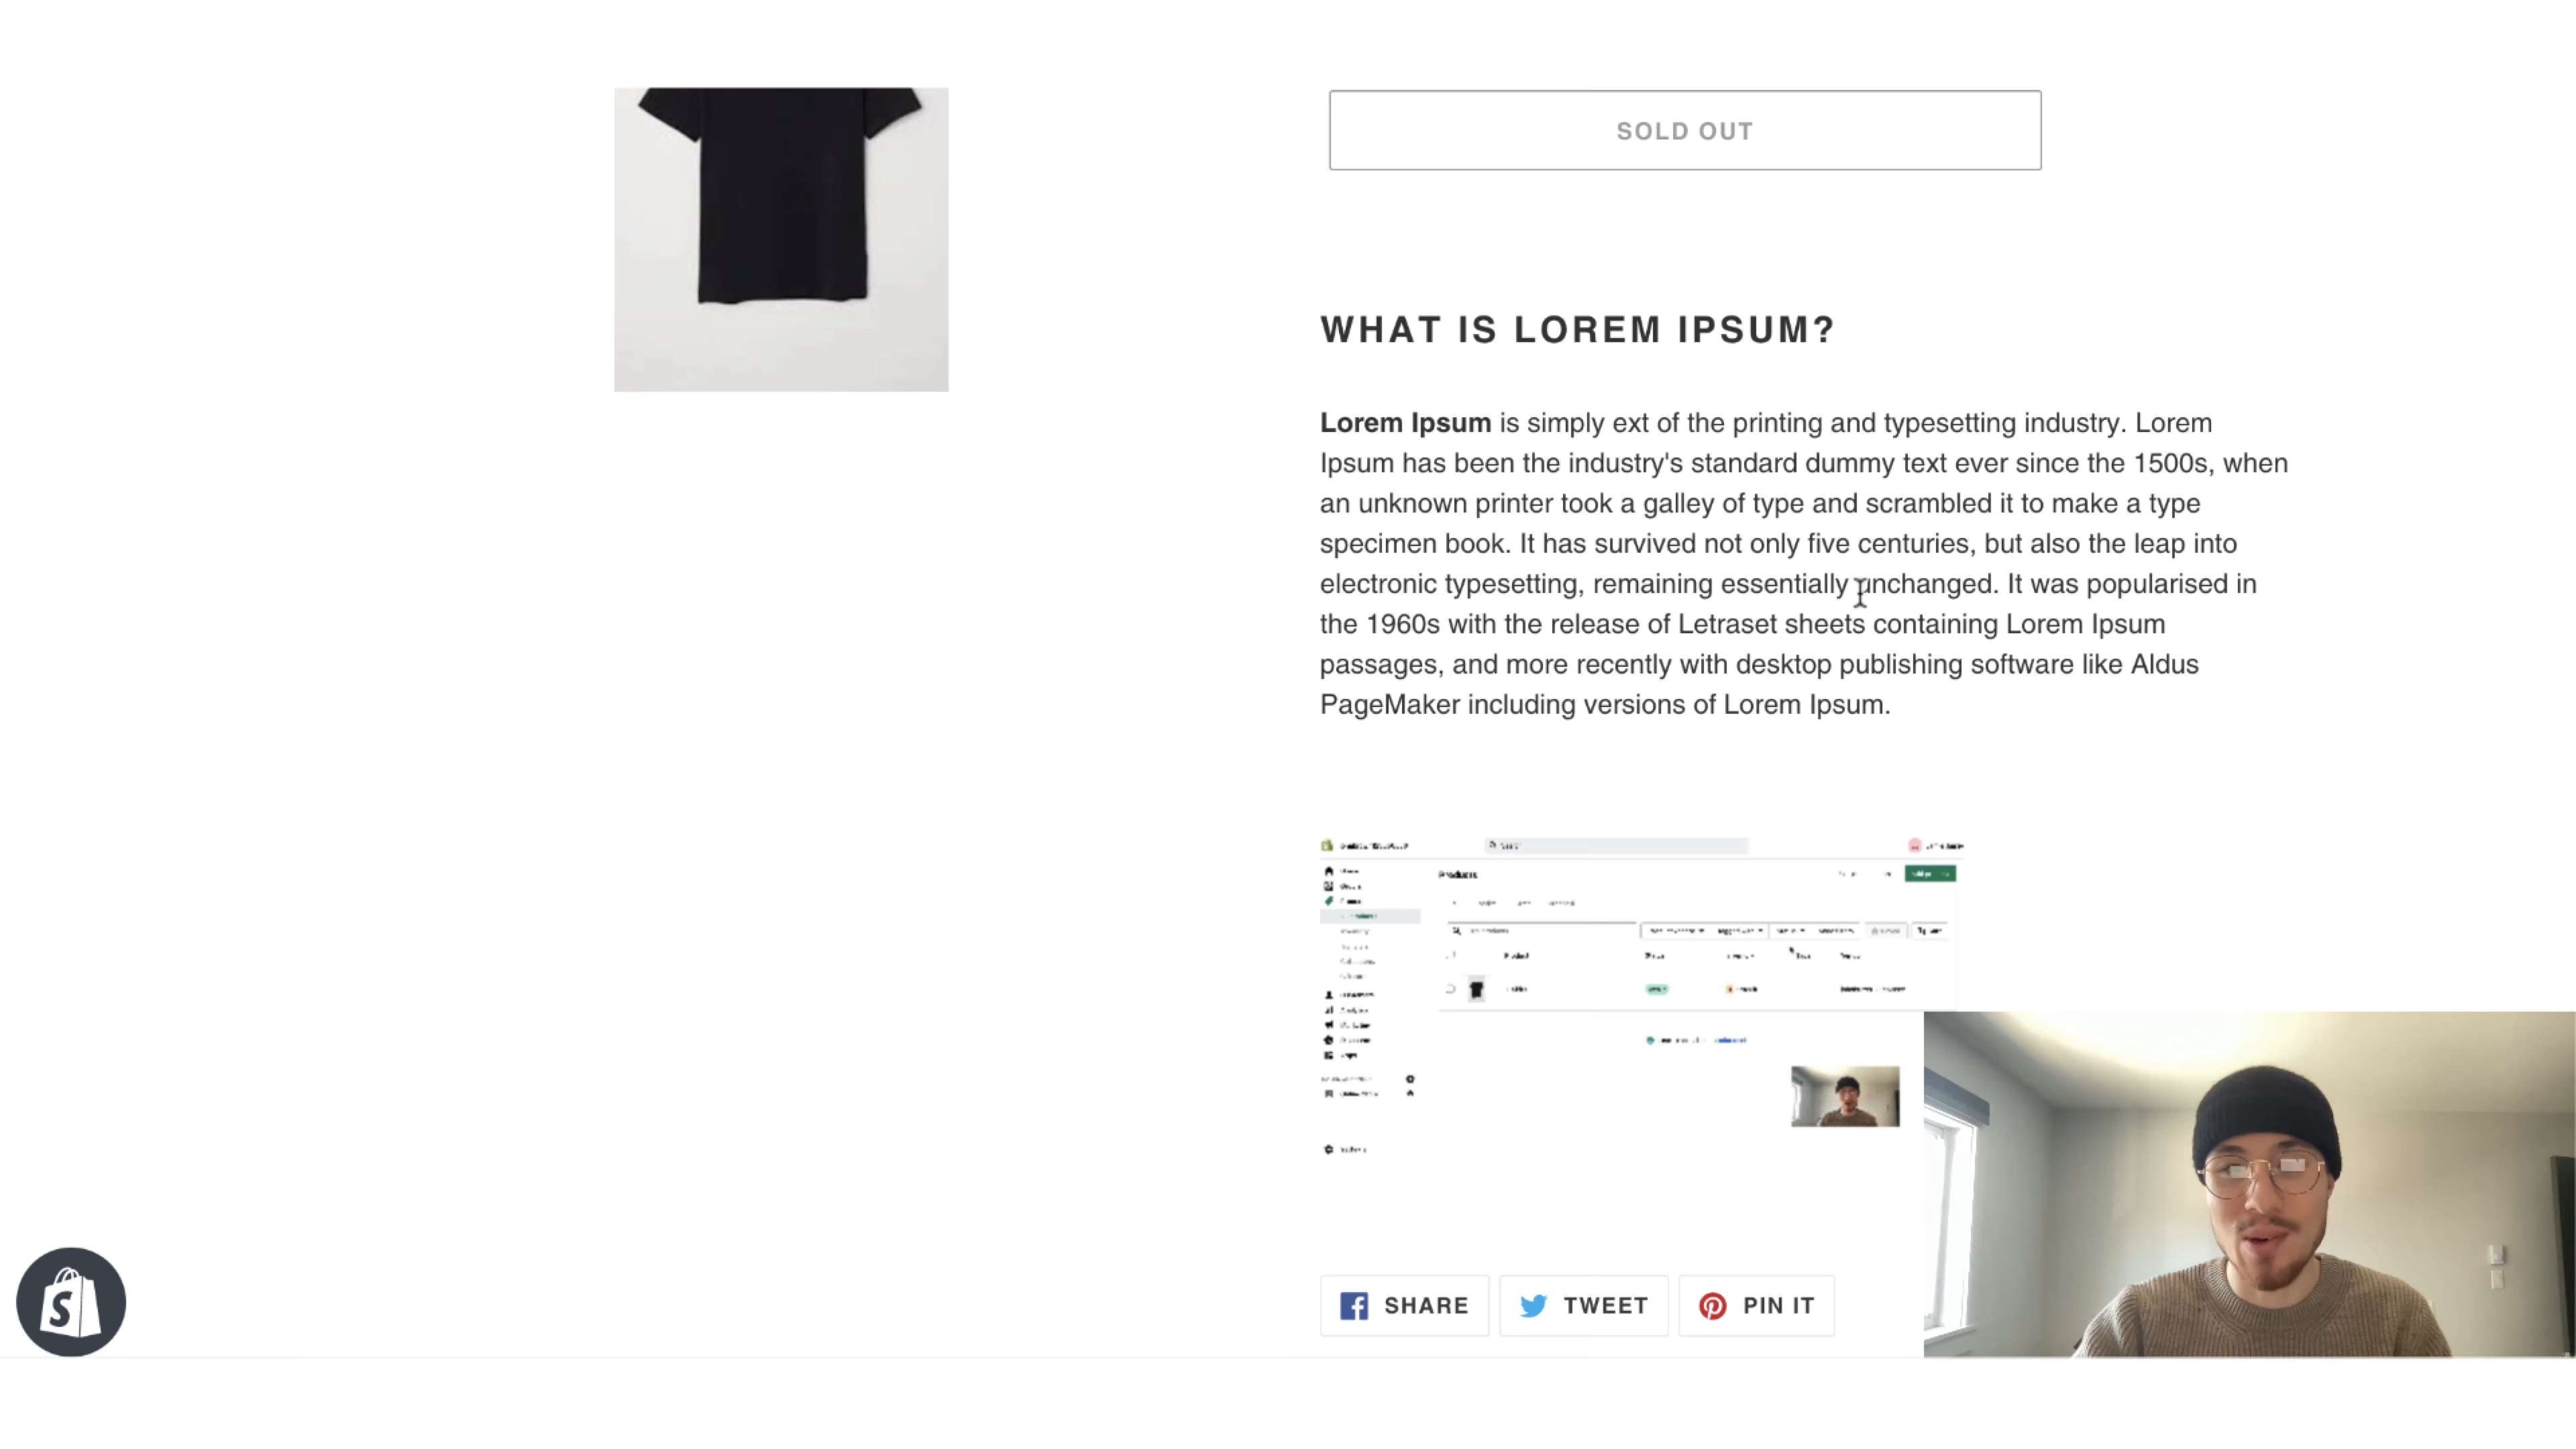 SOLD OUT
WHAT IS LOREM IPSUM?
Lorem Ipsum is simply ext of the printing and typesetting industry. Lorem
Ipsum has been the industry's standard dummy text ever since the 1500s, when
an unknown printer took a galley of type and scrambled it to make a type
specimen book. It has survived not only five centuries, but also the leap into
electronic typesetting, remaining essentially unchanged. It was popularised in
the 1960s with the release of Letraset sheets containing Lorem Ipsum
passages, and more recently with desktop publishing software like Aldus
PageMaker including versions of Lorem Ipsum.
Products
SHARE
TWEET
PIN IT